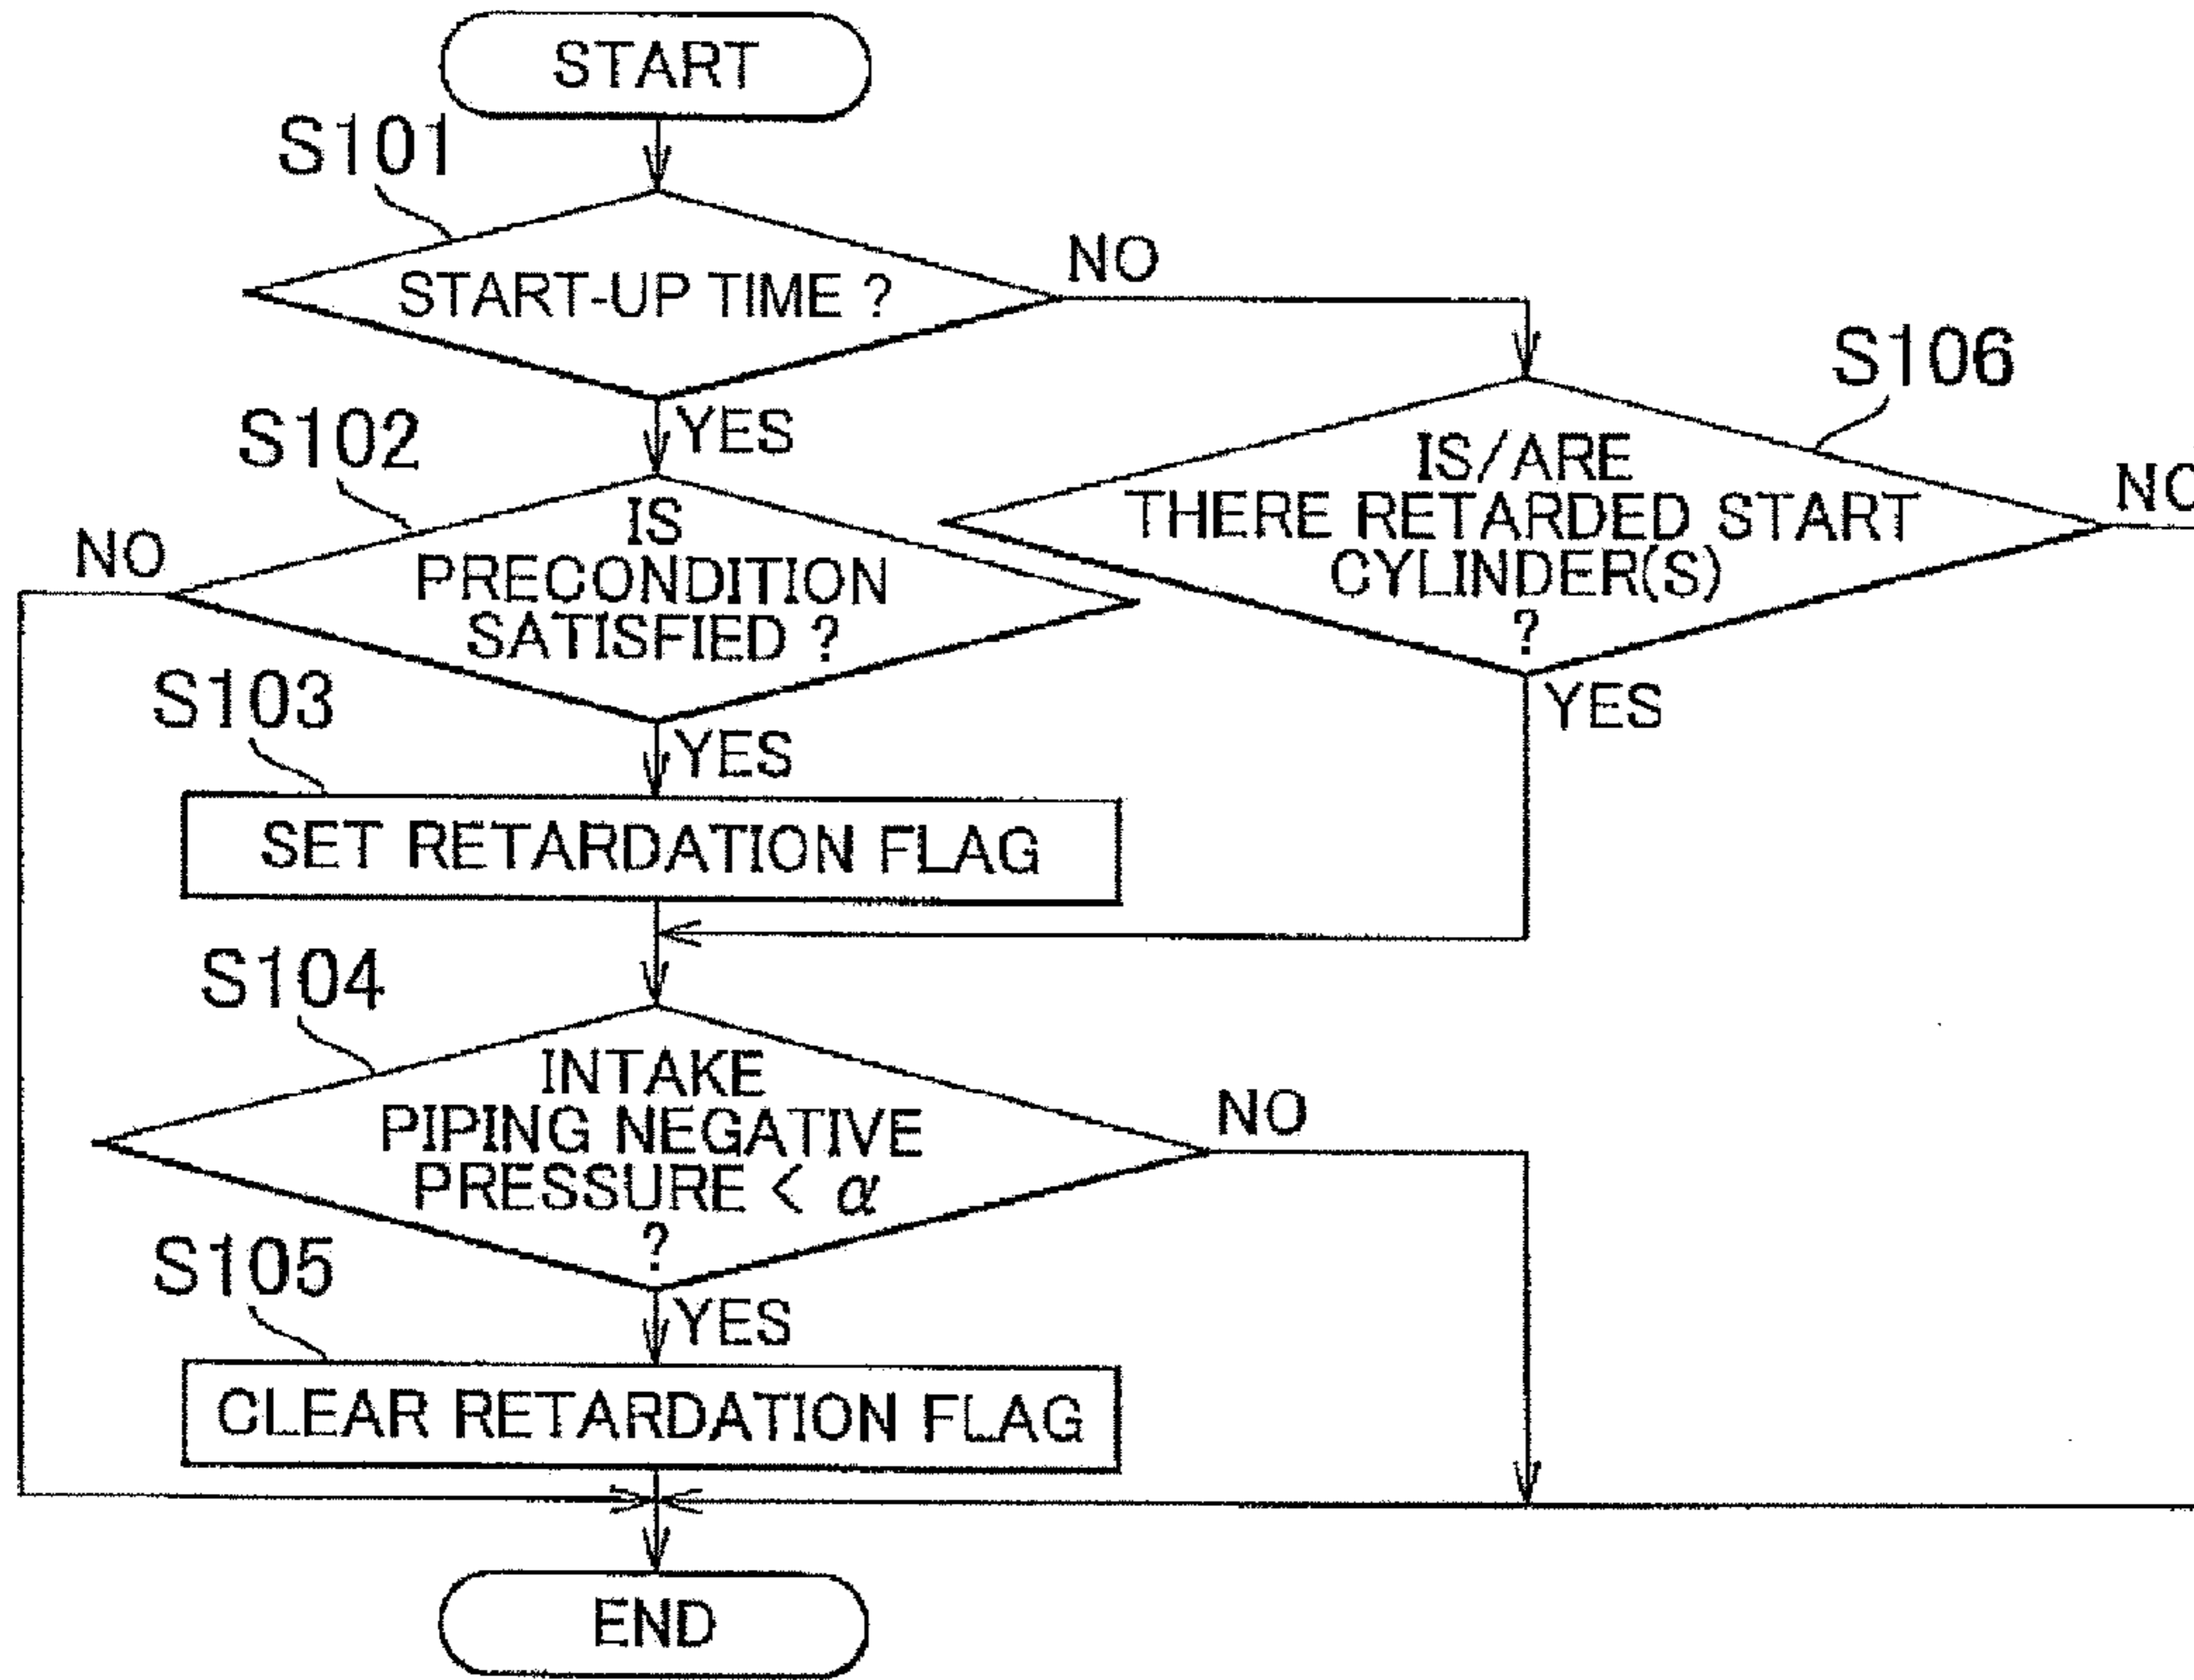 START
S101
START-UP TIME ?
NO
YES
S106
IS/ARE
THERE RETARDED START
CYLINDER(S)
?
NO
YES
S102
IS
PRECONDITION
SATISFIED ?
NO
YES
S103
SET RETARDATION FLAG
S104
INTAKE
PIPING NEGATIVE
PRESSURE < α
?
NO
YES
S105
CLEAR RETARDATION FLAG
END